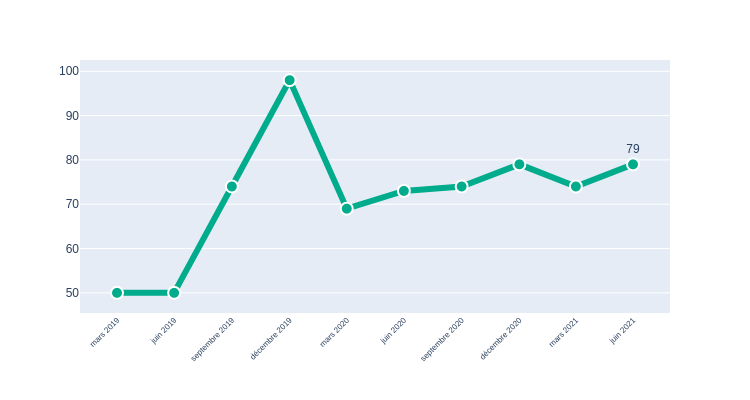 100
90
80
70
60
50
79
mars 2019
juin 2019
septembre 2019
décembre 2019
mars 2020
juin 2020
septembre 2020
décembre 2020
mars 2021
juin 2021